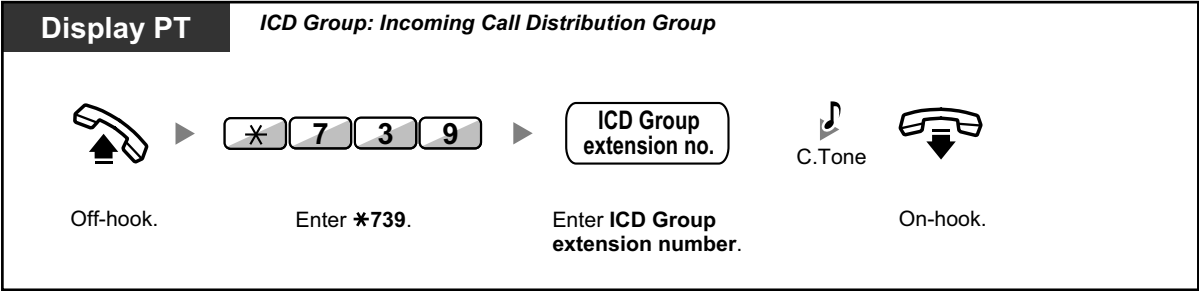 Display PT
ICD Group: Incoming Call Distribution Group
✳ 7 3 9
ICD Group
extension no.
C.Tone
Off-hook.
Enter ✳739.
Enter ICD Group
extension number.
On-hook.